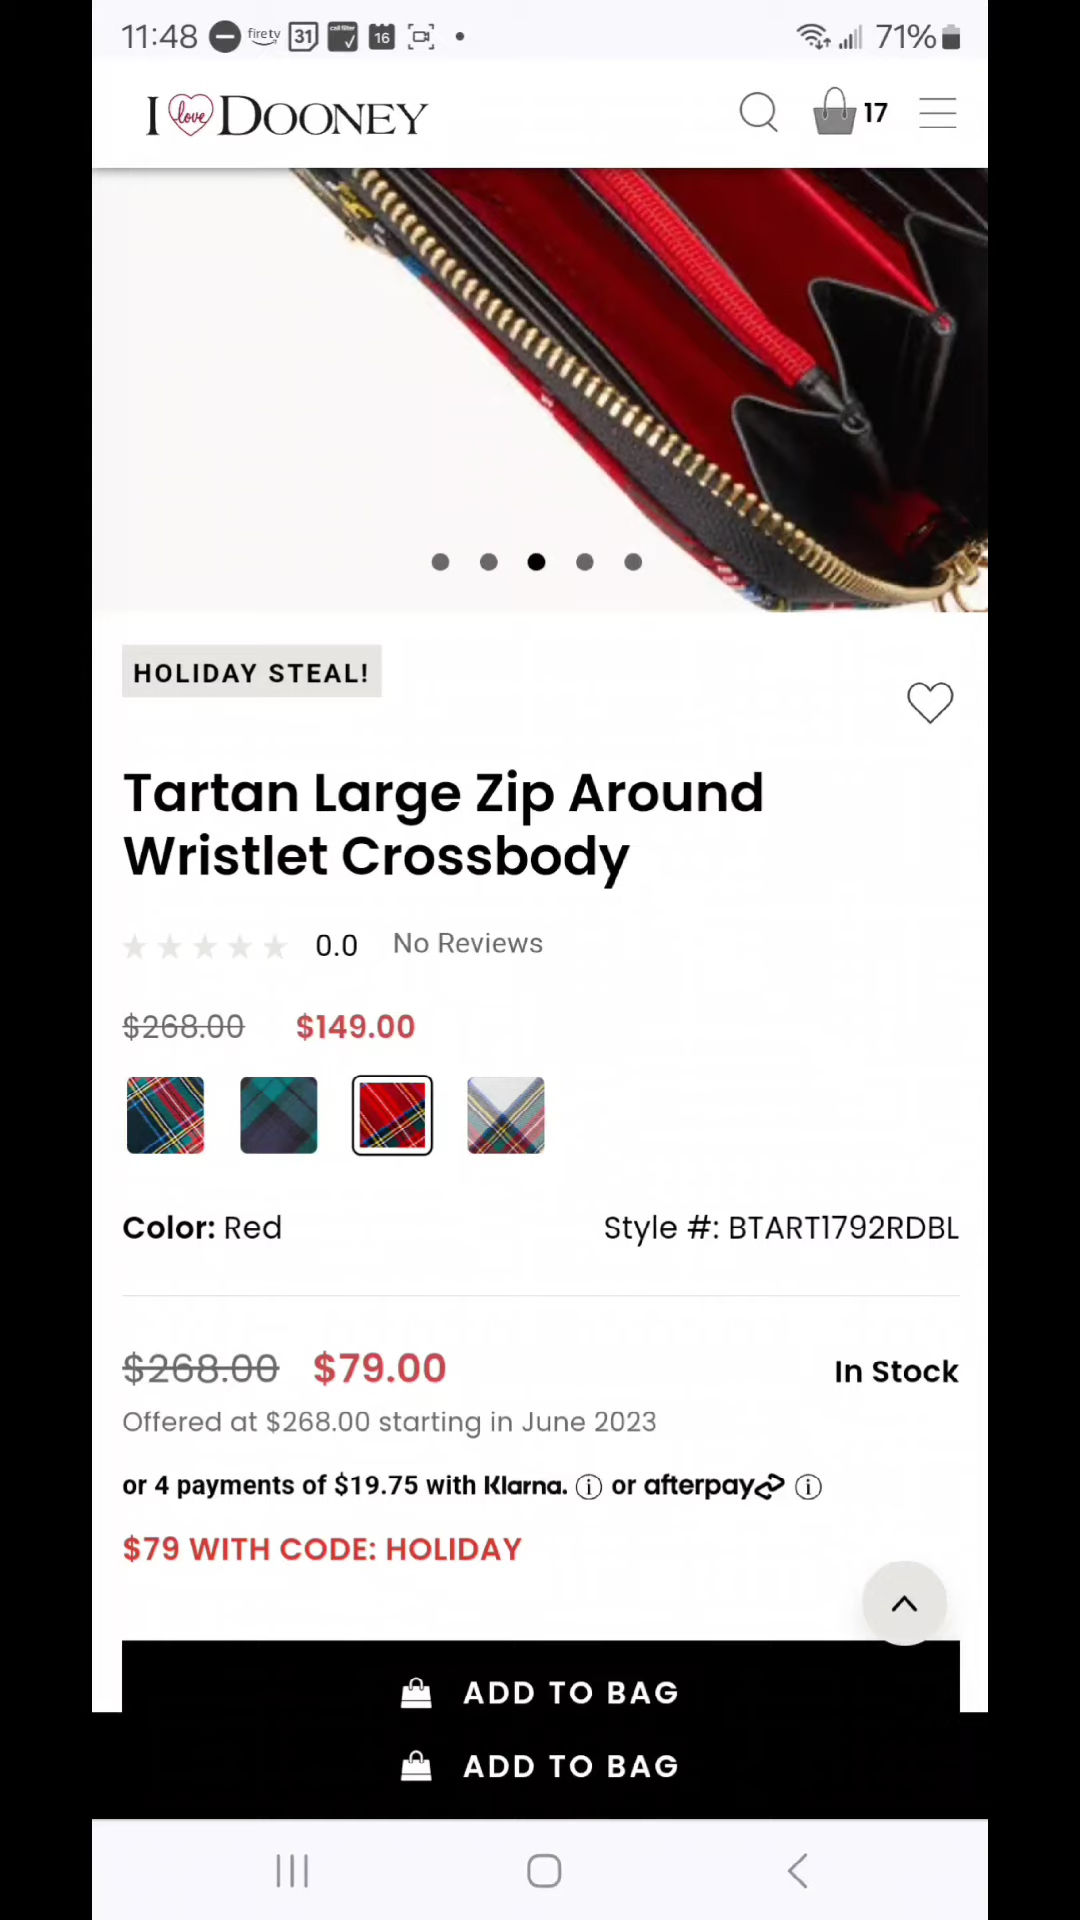 11:48 firetv 31 16 71%
I love DOONEY 17
HOLIDAY STEAL!
Tartan Large Zip Around
Wristlet Crossbody
0.0 No Reviews
$268.00 $149.00
Color: Red Style #: BTART1792RDBL
$268.00 $79.00 In Stock
Offered at $268.00 starting in June 2023
or 4 payments of $19.75 with Klarna. or afterpay
$79 WITH CODE: HOLIDAY
ADD TO BAG
ADD TO BAG